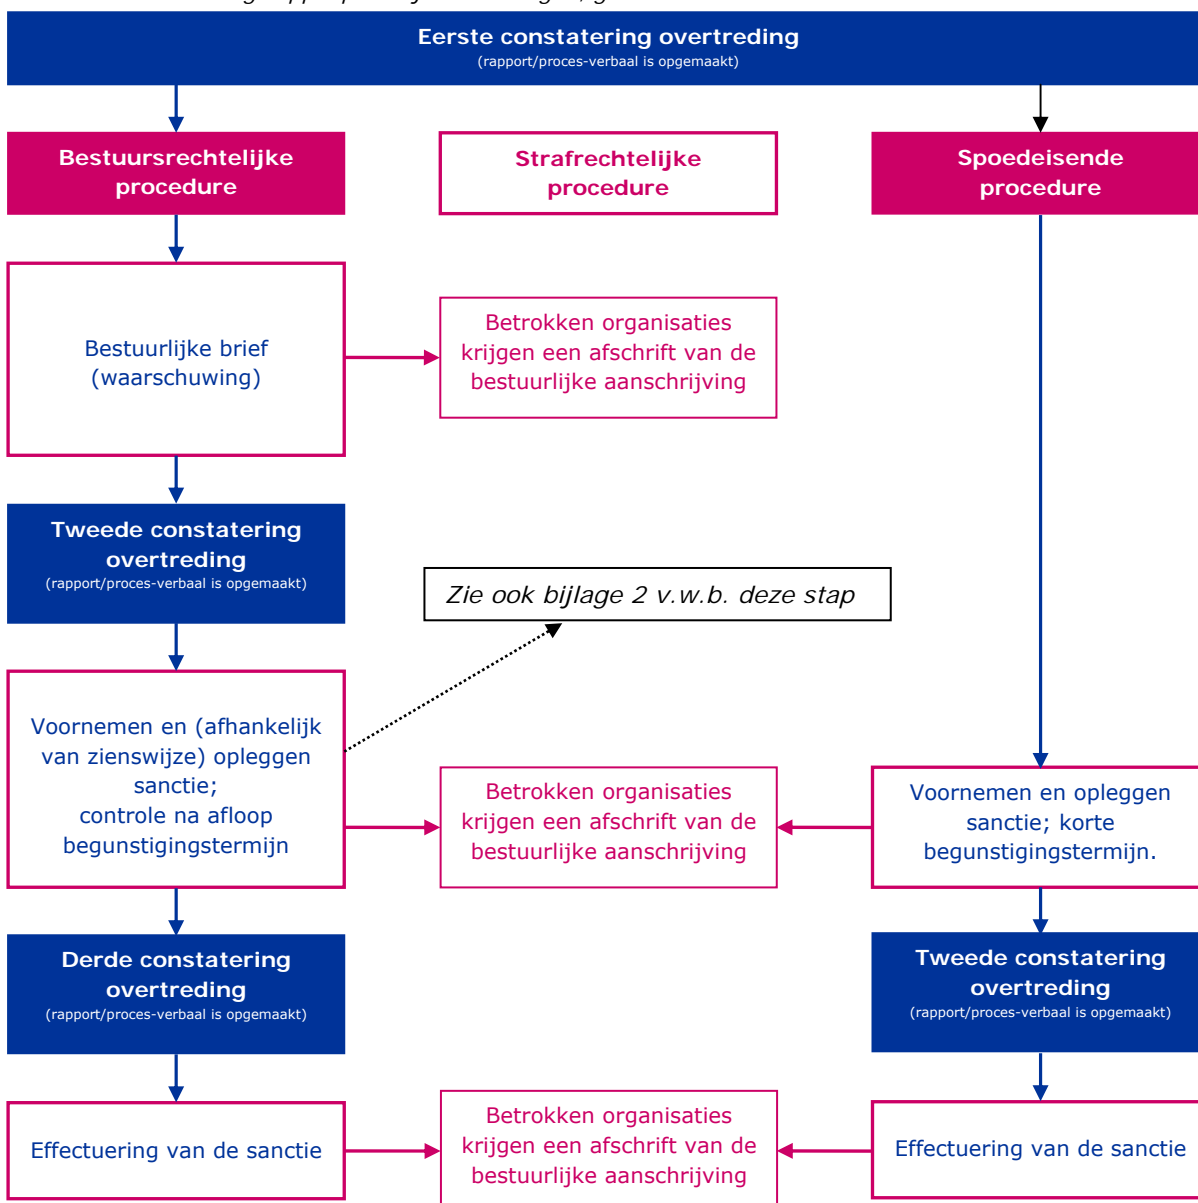 Eerste constatering overtreding
(rapport/proces-verbaal is opgemaakt)
Bestuursrechtelijke
procedure
Strafrechtelijke
procedure
Spoedeisende
procedure
Bestuurlijke brief
(waarschuwing)
Betrokken organisaties
krijgen een afschrift van de
bestuurlijke aanschrijving
Tweede constatering
overtreding
(rapport/proces-verbaal is opgemaakt)
Zie ook bijlage 2 v.w.b. deze stap
Voornemen en (afhankelijk
van zienswijze) opleggen
sanctie;
controle na afloop
begunstigingstermijn
Betrokken organisaties
krijgen een afschrift van de
bestuurlijke aanschrijving
Voornemen en opleggen
sanctie; korte
begunstigingstermijn.
Derde constatering
overtreding
(rapport/proces-verbaal is opgemaakt)
Tweede constatering
overtreding
(rapport/proces-verbaal is opgemaakt)
Effectuering van de sanctie
Betrokken organisaties
krijgen een afschrift van de
bestuurlijke aanschrijving
Effectuering van de sanctie